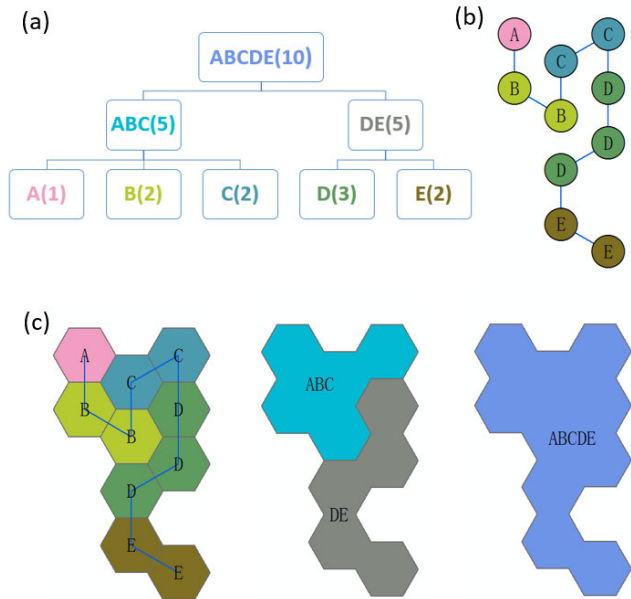 (a)
ABCDE(10)
ABC(5) DE(5)
A(1) B(2) C(2) D(3) E(2)
(b)
A C
C
B D
B
D
D
E
E
(c)
A C
C
B D
B
D
D
E
E
ABC
DE
ABCDE